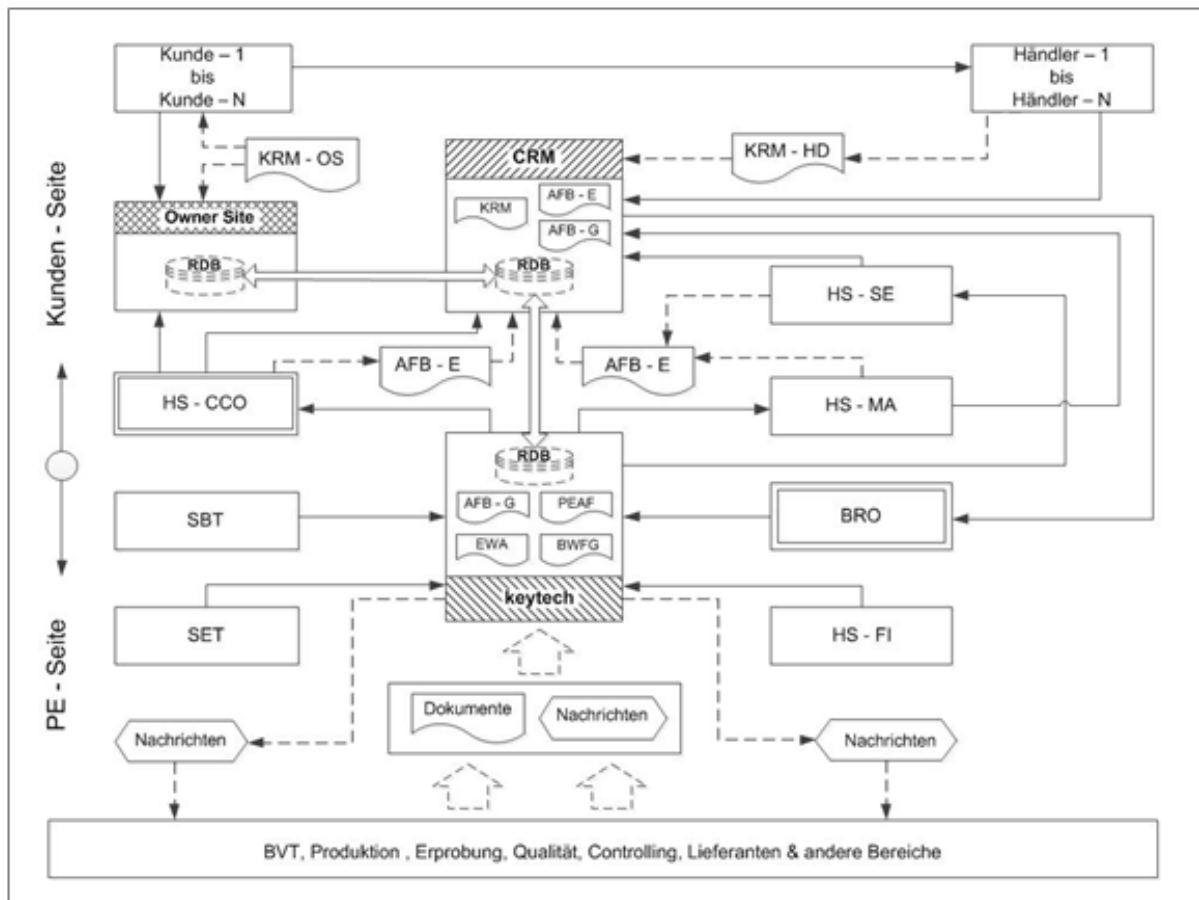 Kunde – 1
bis
Kunde – N
Händler – 1
bis
Händler – N
KRM - OS
CRM
KRM - HD
KRM
AFB - E
AFB - G
Owner Site
RDB
RDB
HS - SE
AFB - E
AFB - E
HS - CCO
HS - MA
Kunden - Seite
RDB
AFB - G
PEAF
SBT
BRO
EWA
BWFG
keytech
SET
HS - FI
PE - Seite
Dokumente
Nachrichten
Nachrichten
Nachrichten
BVT, Produktion , Erprobung, Qualität, Controlling, Lieferanten & andere Bereiche